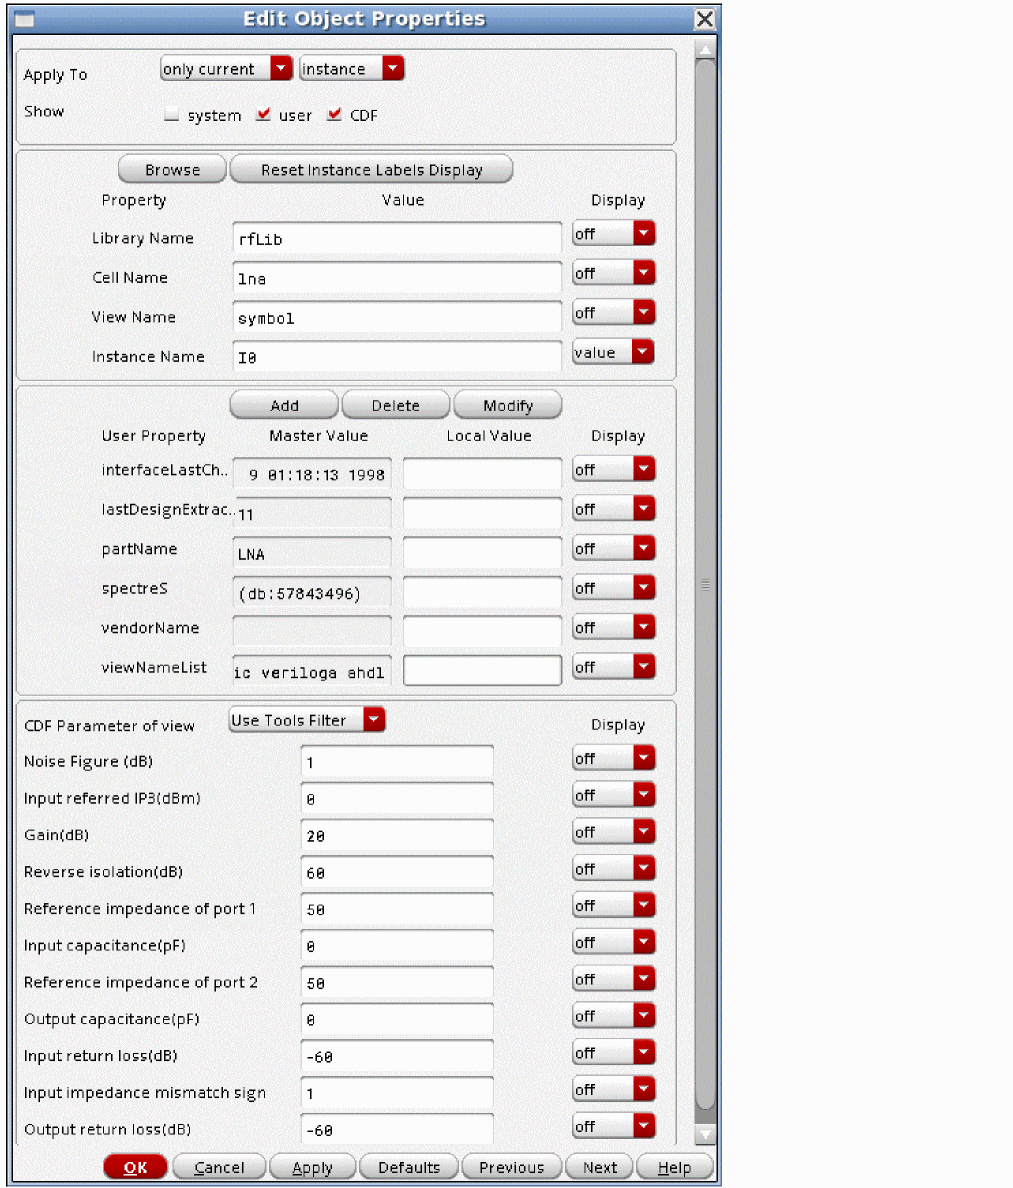 Edit Object Properties
Apply To only current instance
Show system user CDF
Browse Reset Instance Labels Display
Property Value Display
Library Name rfLib off
Cell Name lna off
View Name symbol off
Instance Name I0 value
Add Delete Modify
User Property Master Value Local Value Display
interfaceLastCh.. 9 01:18:13 1998 off
lastDesignExtrac.. 11 off
partName LNA off
spectreS (db:57843496) off
vendorName off
viewNameList ic veriloga ahdl off
CDF Parameter of view Use Tools Filter Display
Noise Figure (dB) 1 off
Input referred IP3(dBm) 0 off
Gain(dB) 20 off
Reverse isolation(dB) 60 off
Reference impedance of port 1 50 off
Input capacitance(pF) 0 off
Reference impedance of port 2 50 off
Output capacitance(pF) 0 off
Input return loss(dB) -60 off
Input impedance mismatch sign 1 off
Output return loss(dB) -60 off
OK Cancel Apply Defaults Previous Next Help